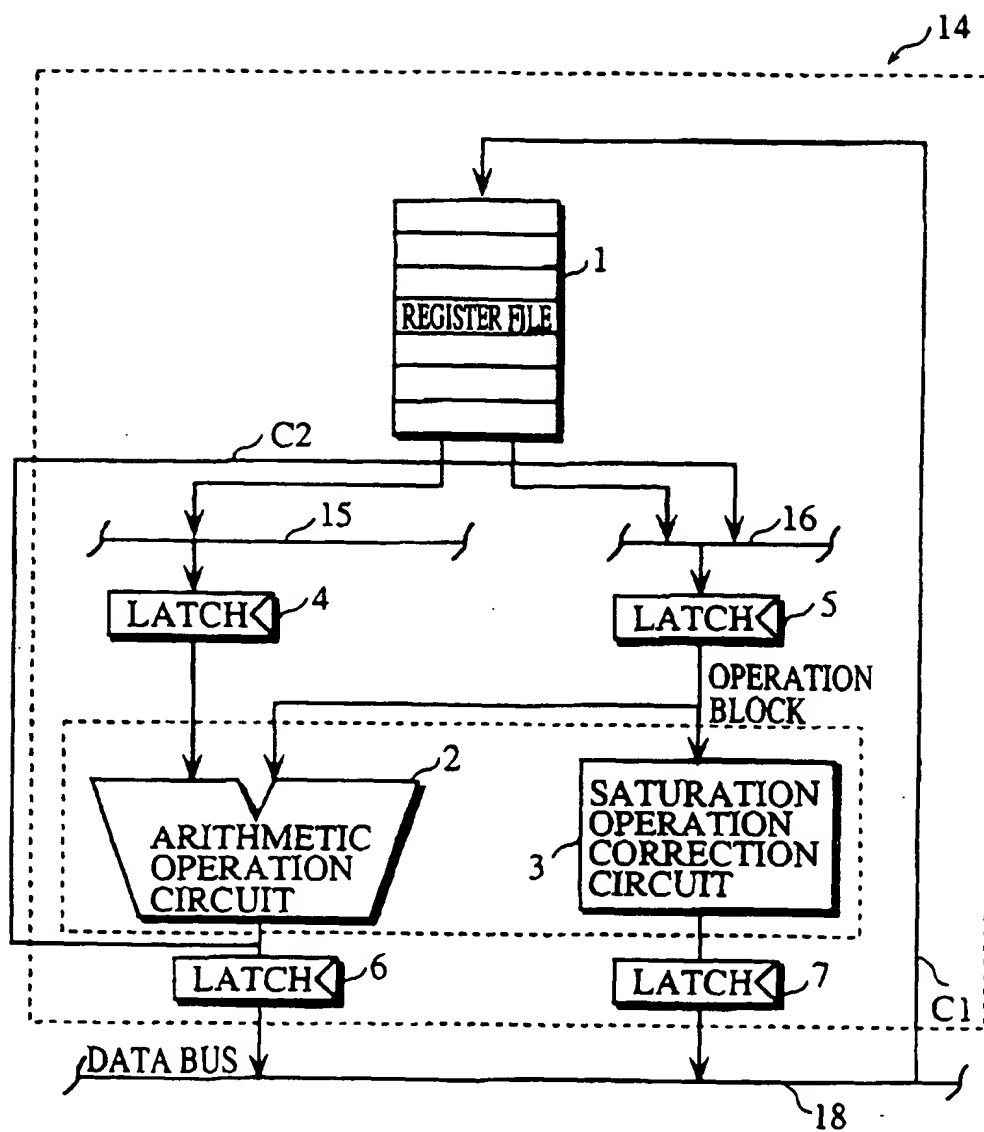 14
1
REGISTER FILE
C2
15
16
LATCH
4
LATCH
5
OPERATION
BLOCK
2
ARITHMETIC
OPERATION
CIRCUIT
3
SATURATION
OPERATION
CORRECTION
CIRCUIT
LATCH
6
LATCH
7
C1
DATA BUS
18